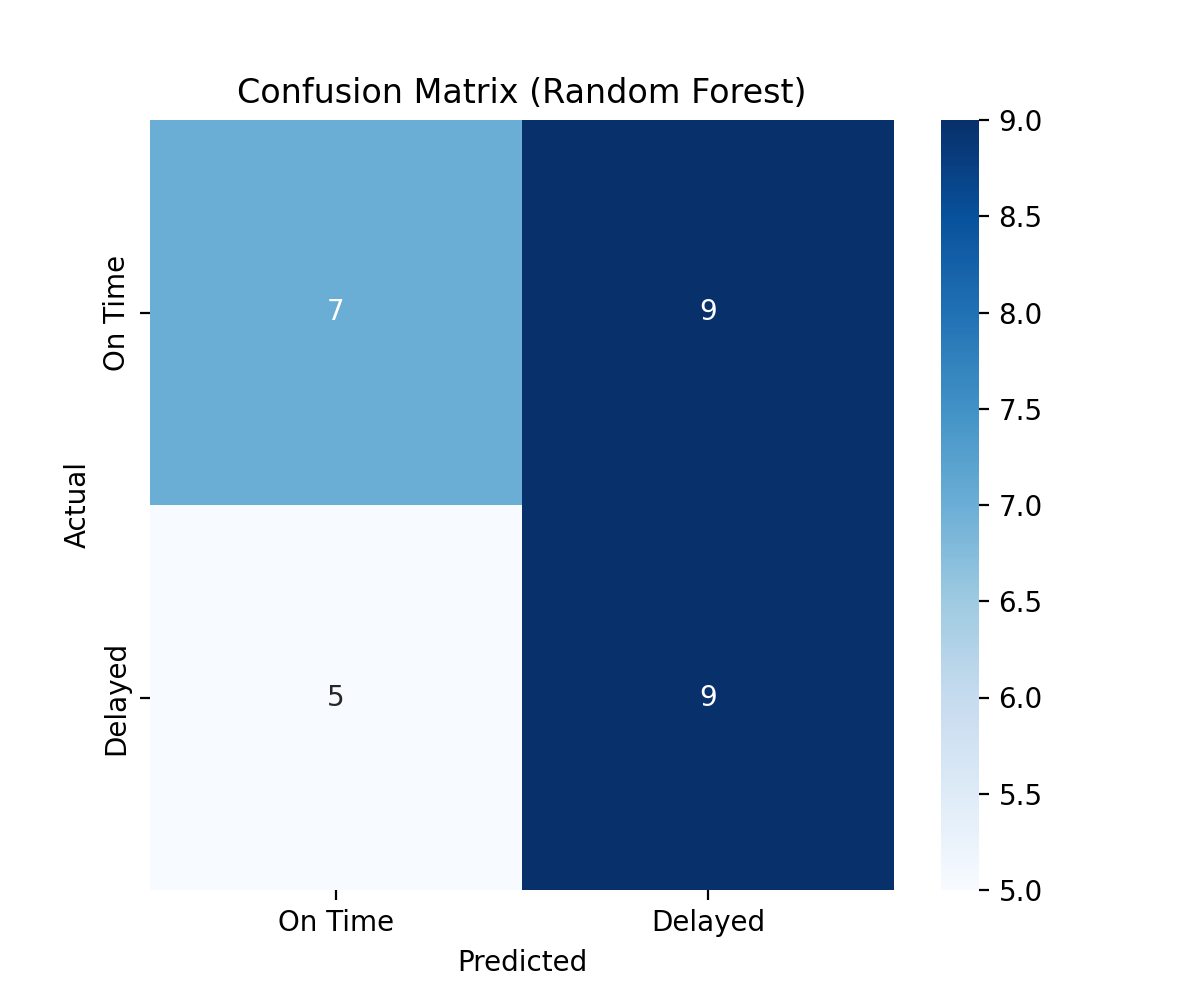 Confusion Matrix (Random Forest)
On Time
Delayed
Actual
7
9
5
9
On Time
Delayed
Predicted
9.0
8.5
8.0
7.5
7.0
6.5
6.0
5.5
5.0